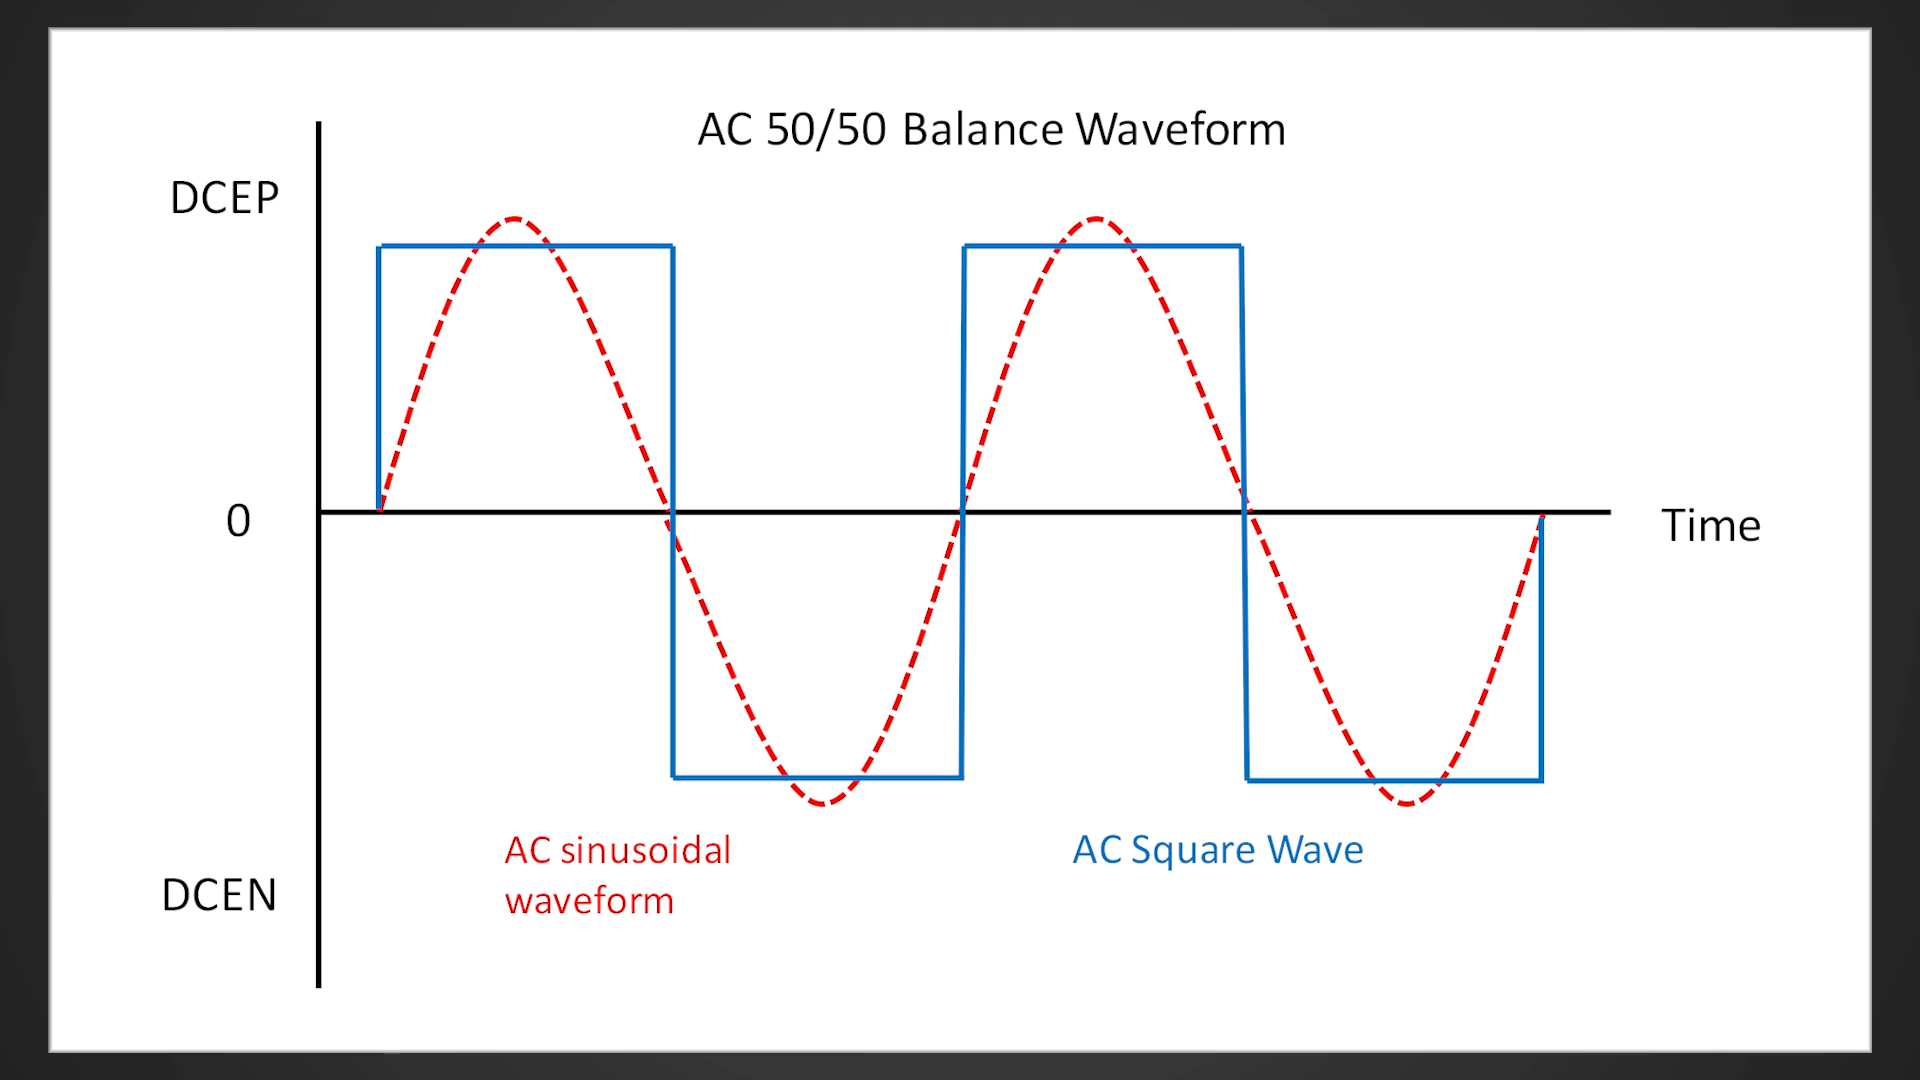 AC 50/50 Balance Waveform
DCEP
0
Time
AC sinusoidal
waveform
AC Square Wave
DCEN